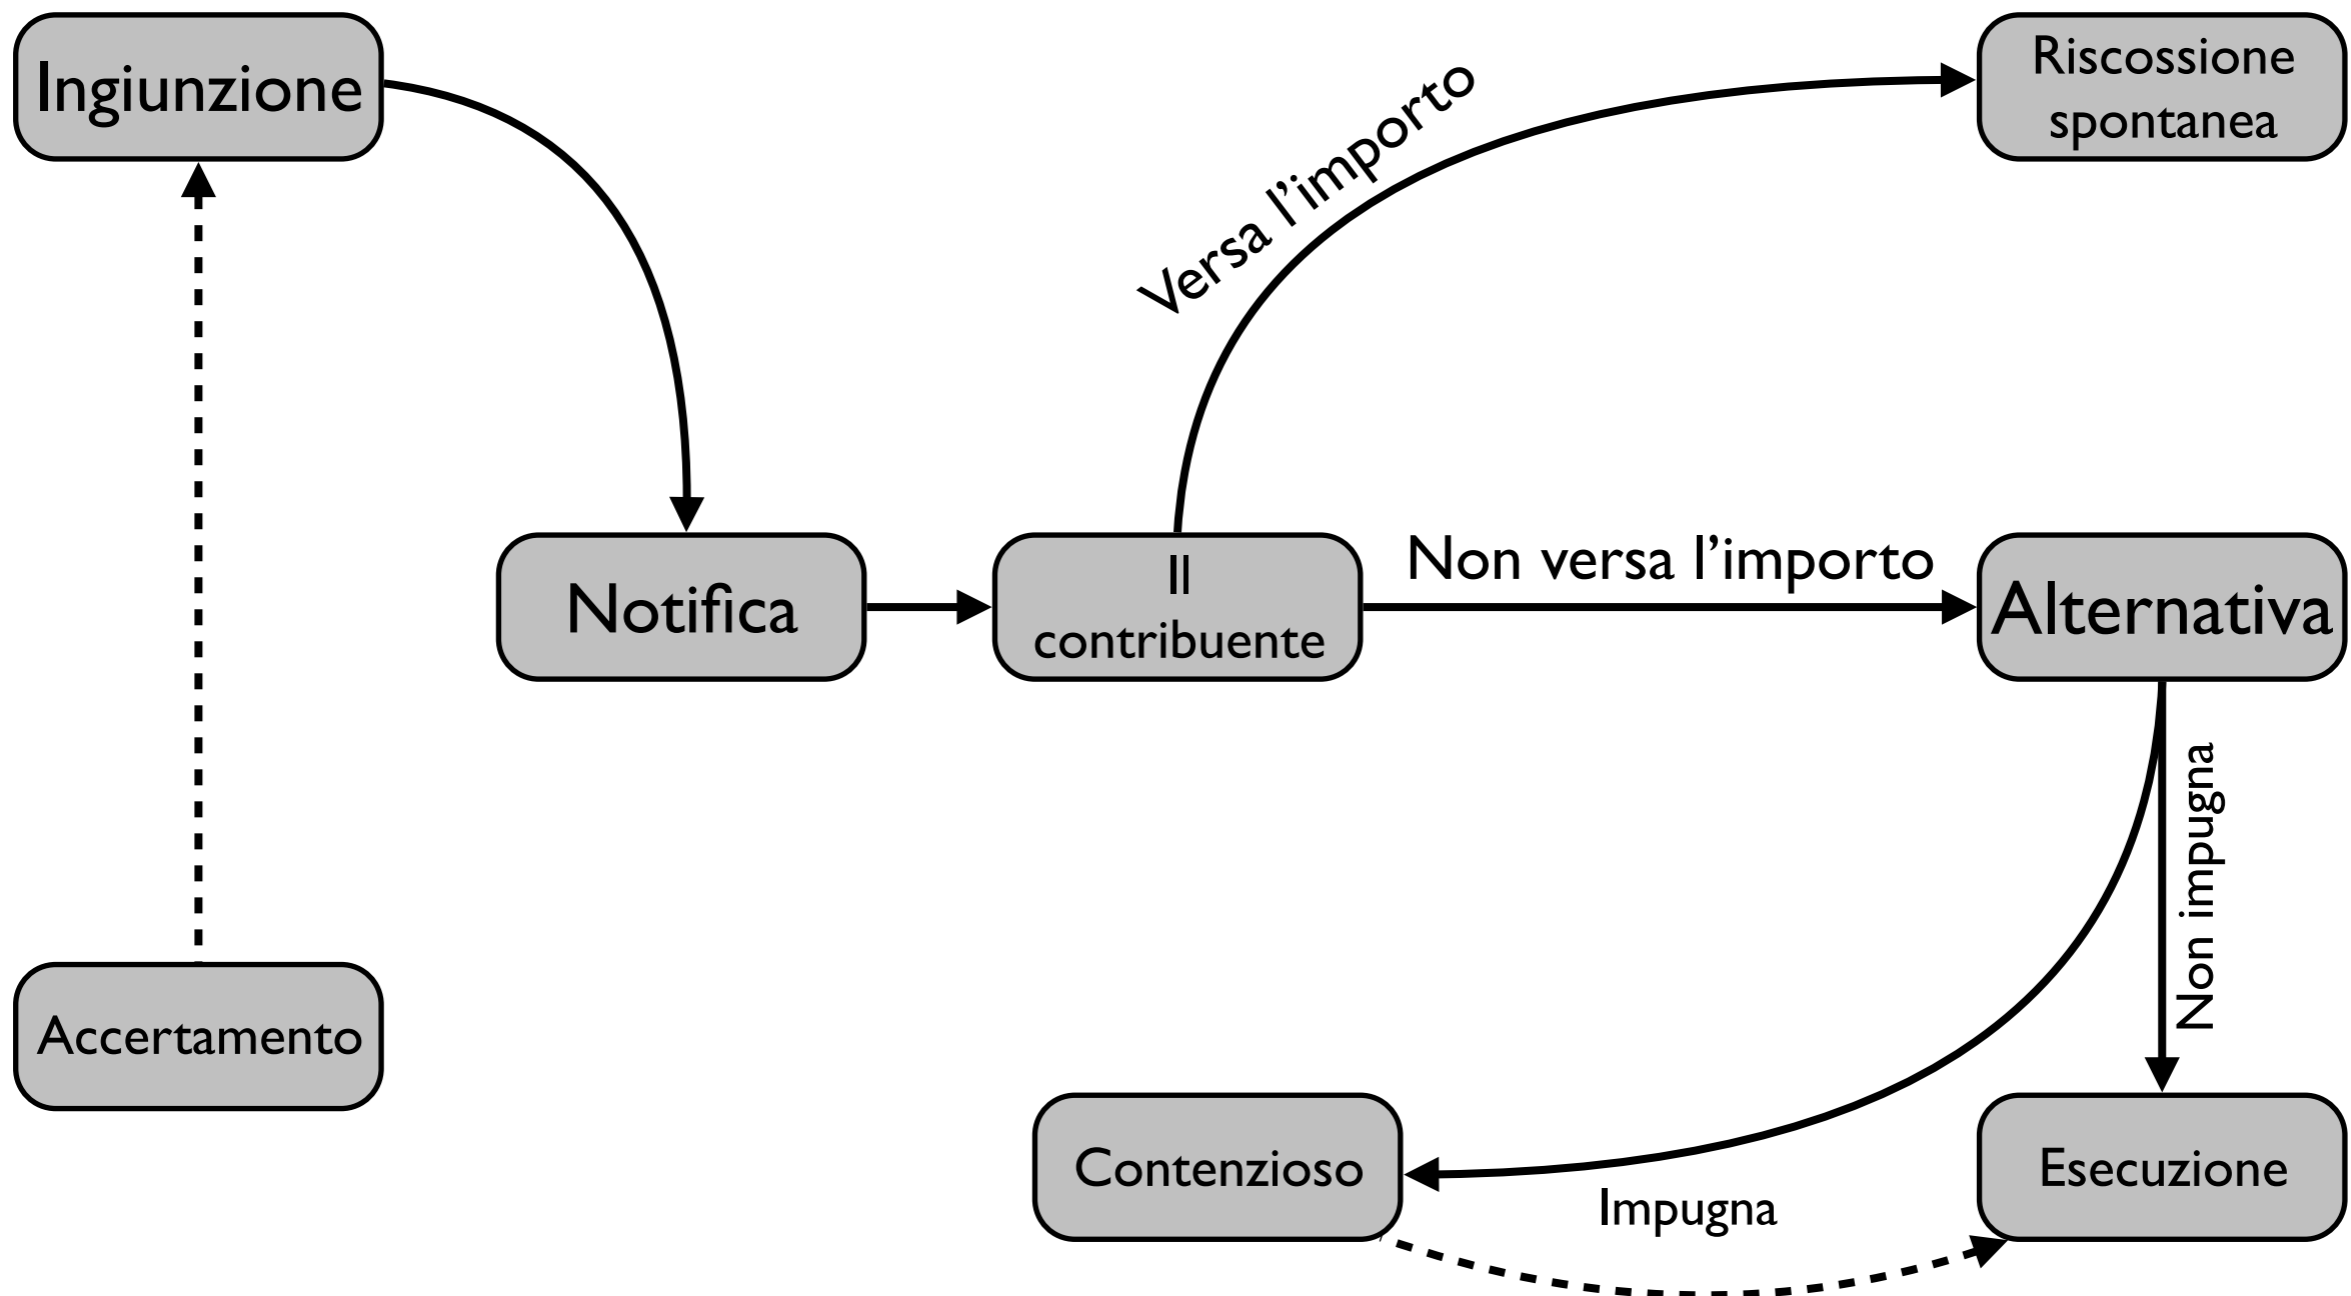 Ingiunzione
Riscossione
spontanea
Versa l’importo
Notifica
Il
contribuente
Non versa l’importo
Alternativa
Non impugna
Accertamento
Contenzioso
Impugna
Esecuzione